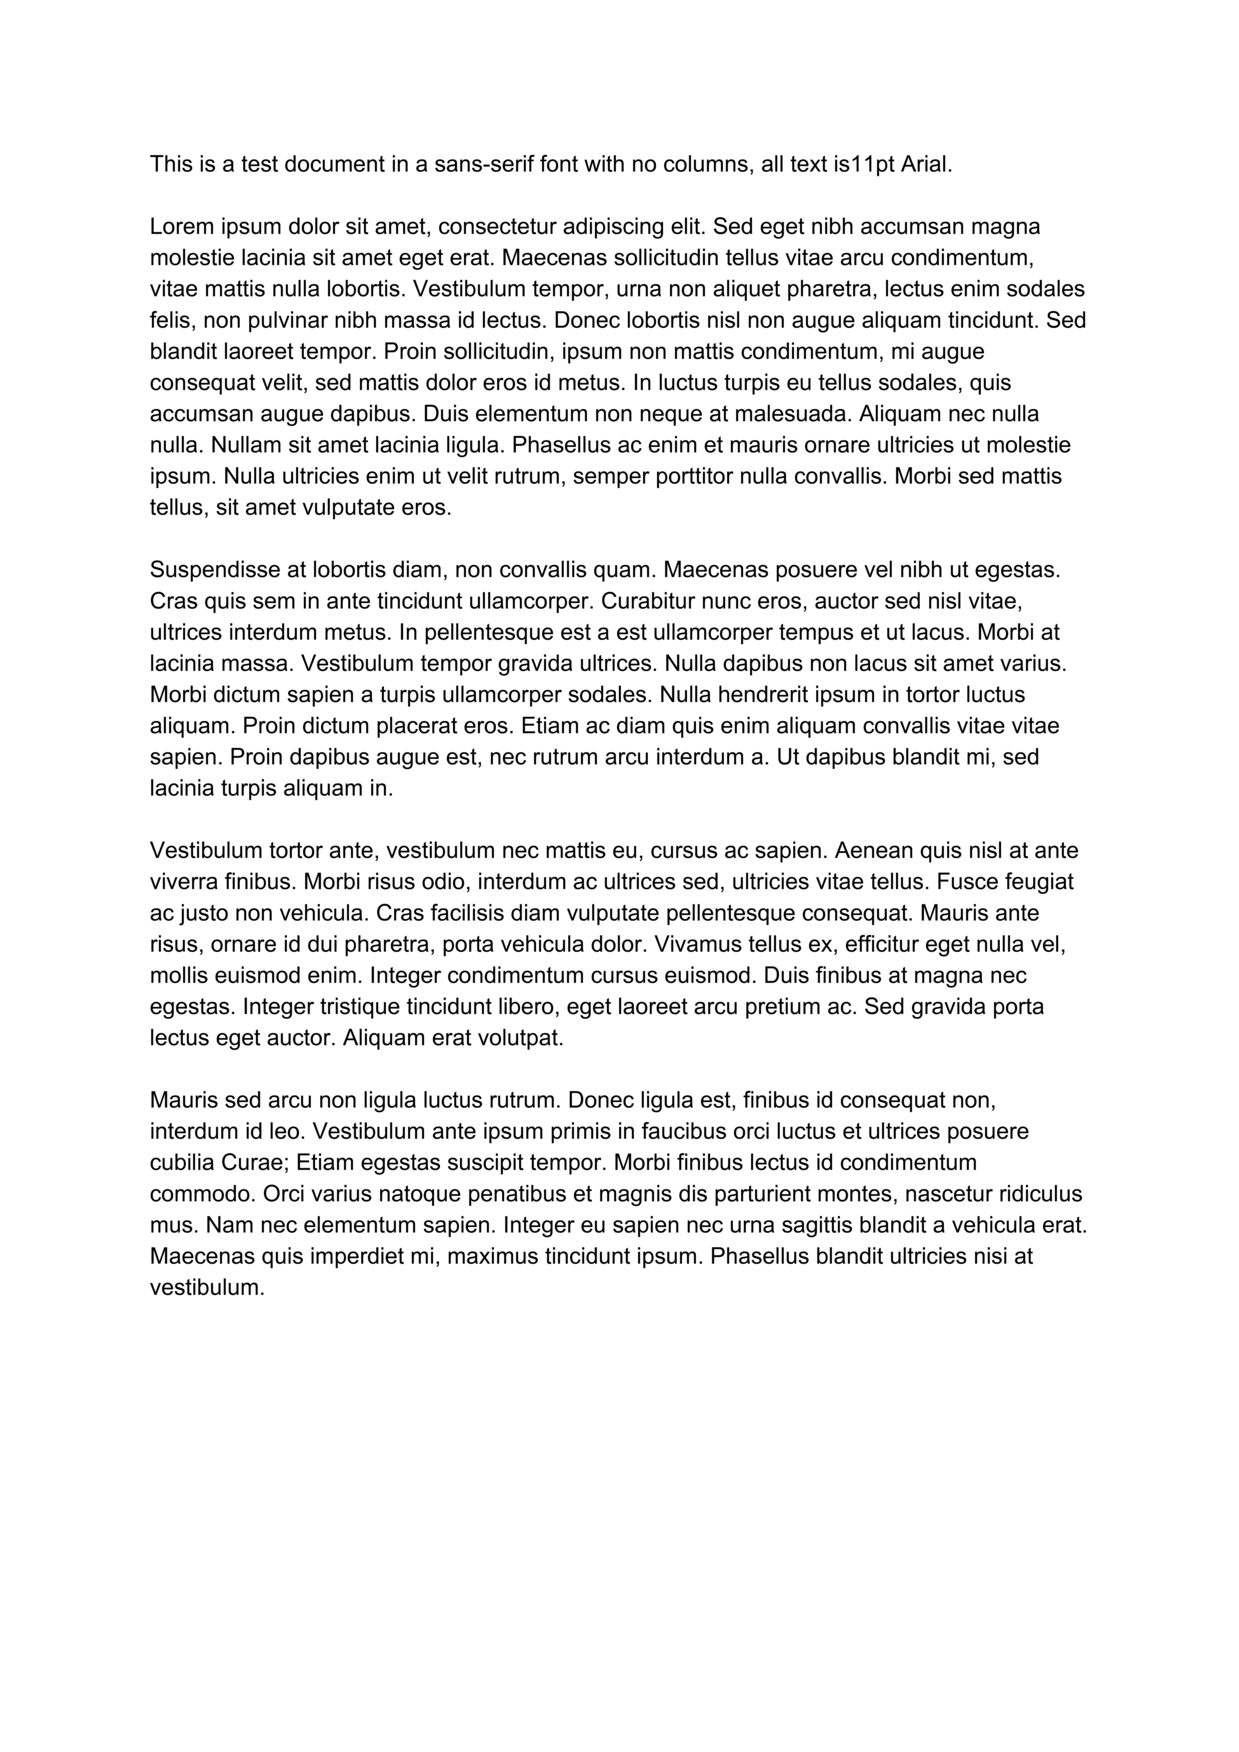 This is a test document in a sans-serif font with no columns, all text is11pt Arial.
Lorem ipsum dolor sit amet, consectetur adipiscing elit. Sed eget nibh accumsan magna
molestie lacinia sit amet eget erat. Maecenas sollicitudin tellus vitae arcu condimentum,
vitae mattis nulla lobortis. Vestibulum tempor, urna non aliquet pharetra, lectus enim sodales
felis, non pulvinar nibh massa id lectus. Donec lobortis nisl non augue aliquam tincidunt. Sed
blandit laoreet tempor. Proin sollicitudin, ipsum non mattis condimentum, mi augue
consequat velit, sed mattis dolor eros id metus. In luctus turpis eu tellus sodales, quis
accumsan augue dapibus. Duis elementum non neque at malesuada. Aliquam nec nulla
nulla. Nullam sit amet lacinia ligula. Phasellus ac enim et mauris ornare ultricies ut molestie
ipsum. Nulla ultricies enim ut velit rutrum, semper porttitor nulla convallis. Morbi sed mattis
tellus, sit amet vulputate eros.
Suspendisse at lobortis diam, non convallis quam. Maecenas posuere vel nibh ut egestas.
Cras quis sem in ante tincidunt ullamcorper. Curabitur nunc eros, auctor sed nisl vitae,
ultrices interdum metus. In pellentesque est a est ullamcorper tempus et ut lacus. Morbi at
lacinia massa. Vestibulum tempor gravida ultrices. Nulla dapibus non lacus sit amet varius.
Morbi dictum sapien a turpis ullamcorper sodales. Nulla hendrerit ipsum in tortor luctus
aliquam. Proin dictum placerat eros. Etiam ac diam quis enim aliquam convallis vitae vitae
sapien. Proin dapibus augue est, nec rutrum arcu interdum a. Ut dapibus blandit mi, sed
lacinia turpis aliquam in.
Vestibulum tortor ante, vestibulum nec mattis eu, cursus ac sapien. Aenean quis nisl at ante
viverra finibus. Morbi risus odio, interdum ac ultrices sed, ultricies vitae tellus. Fusce feugiat
ac justo non vehicula. Cras facilisis diam vulputate pellentesque consequat. Mauris ante
risus, ornare id dui pharetra, porta vehicula dolor. Vivamus tellus ex, efficitur eget nulla vel,
mollis euismod enim. Integer condimentum cursus euismod. Duis finibus at magna nec
egestas. Integer tristique tincidunt libero, eget laoreet arcu pretium ac. Sed gravida porta
lectus eget auctor. Aliquam erat volutpat.
Mauris sed arcu non ligula luctus rutrum. Donec ligula est, finibus id consequat non,
interdum id leo. Vestibulum ante ipsum primis in faucibus orci luctus et ultrices posuere
cubilia Curae; Etiam egestas suscipit tempor. Morbi finibus lectus id condimentum
commodo. Orci varius natoque penatibus et magnis dis parturient montes, nascetur ridiculus
mus. Nam nec elementum sapien. Integer eu sapien nec urna sagittis blandit a vehicula erat.
Maecenas quis imperdiet mi, maximus tincidunt ipsum. Phasellus blandit ultricies nisi at
vestibulum.